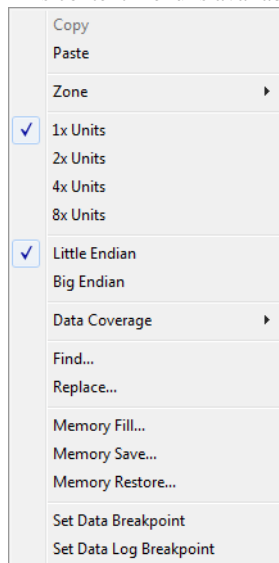 Copy
Paste
Zone
1x Units
2x Units
4x Units
8x Units
Little Endian
Big Endian
Data Coverage
Find...
Replace...
Memory Fill...
Memory Save...
Memory Restore...
Set Data Breakpoint
Set Data Log Breakpoint